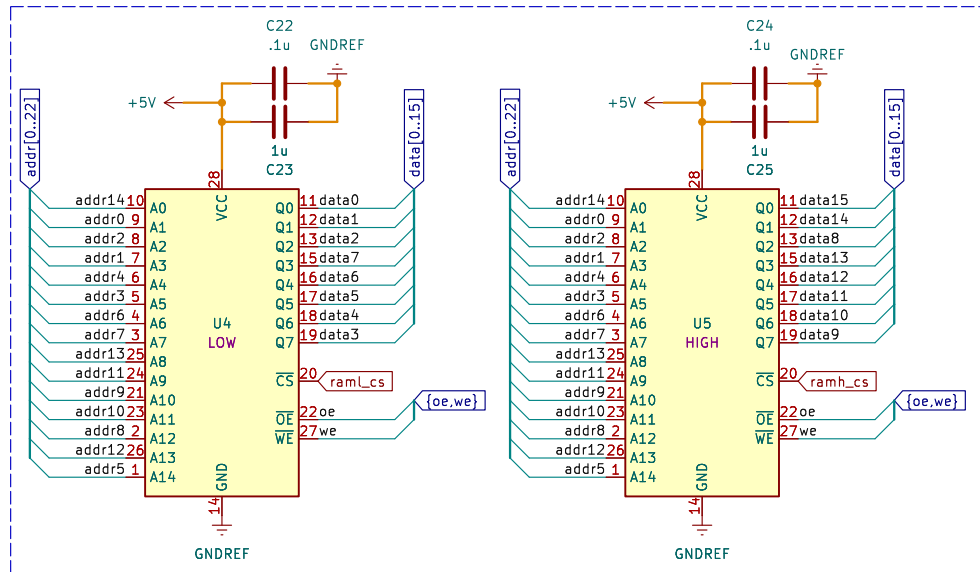 C22
.1u
GNDREF
+5V
1u
C23
addr[0..22]
data[0..15]
28
VCC
addr14 10 A0
addr0 9 A1
addr2 8 A2
addr1 7 A3
addr4 6 A4
addr3 5 A5
addr6 4 A6
addr7 3 A7
addr13 25 A8
addr11 24 A9
addr9 21 A10
addr10 23 A11
addr8 2 A12
addr12 26 A13
addr5 1 A14
U4
LOW
Q0 11 data0
Q1 12 data1
Q2 13 data2
Q3 15 data7
Q4 16 data6
Q5 17 data5
Q6 18 data4
Q7 19 data3
CS 20 raml_cs
{oe,we}
OE 22 oe
WE 27 we
GND
14
GNDREF
C24
.1u
GNDREF
+5V
1u
C25
addr[0..22]
data[0..15]
28
VCC
addr14 10 A0
addr0 9 A1
addr2 8 A2
addr1 7 A3
addr4 6 A4
addr3 5 A5
addr6 4 A6
addr7 3 A7
addr13 25 A8
addr11 24 A9
addr9 21 A10
addr10 23 A11
addr8 2 A12
addr12 26 A13
addr5 1 A14
U5
HIGH
Q0 11 data15
Q1 12 data14
Q2 13 data8
Q3 15 data13
Q4 16 data12
Q5 17 data11
Q6 18 data10
Q7 19 data9
CS 20 ramh_cs
{oe,we}
OE 22 oe
WE 27 we
GND
14
GNDREF